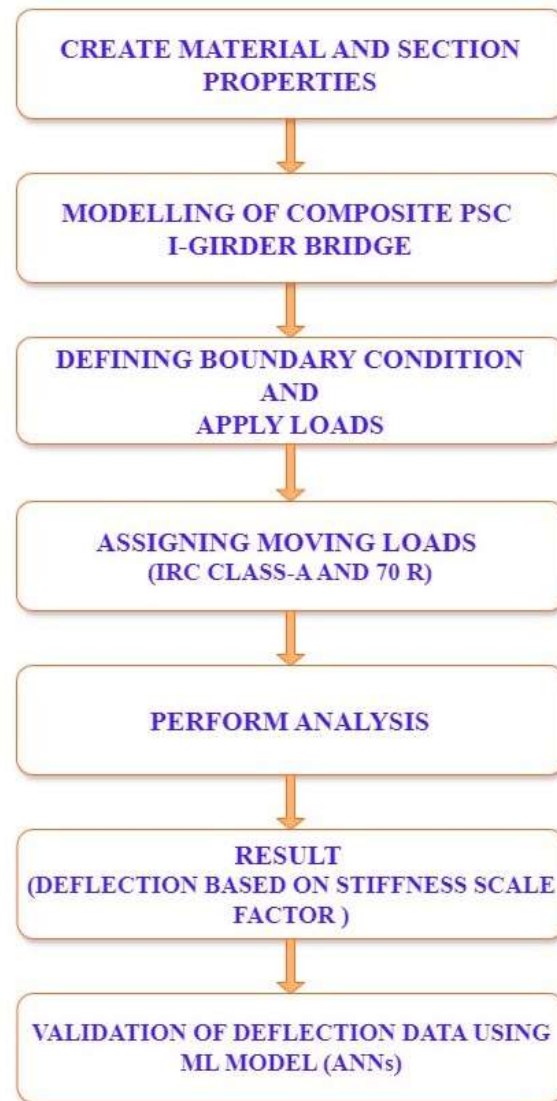 CREATE MATERIAL AND SECTION
PROPERTIES
MODELLING OF COMPOSITE PSC
I-GIRDER BRIDGE
DEFINING BOUNDARY CONDITION
AND
APPLY LOADS
ASSIGNING MOVING LOADS
(IRC CLASS-A AND 70 R)
PERFORM ANALYSIS
RESULT
(DEFLECTION BASED ON STIFFNESS SCALE
FACTOR )
VALIDATION OF DEFLECTION DATA USING
ML MODEL (ANNs)